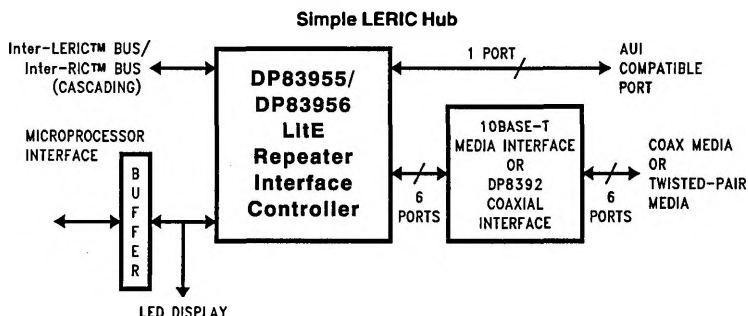 Simple LERIC Hub
Inter-LERIC™ BUS/
Inter-RIC™ BUS
(CASCADING)
MICROPROCESSOR
INTERFACE
BUFFER
LED DISPLAY
DP83955/
DP83956
LitE
Repeater
Interface
Controller
1 PORT
AUI
COMPATIBLE
PORT
6
PORTS
10BASE-T
MEDIA INTERFACE
OR
DP8392
COAXIAL
INTERFACE
6
PORTS
COAX MEDIA
OR
TWISTED-PAIR
MEDIA